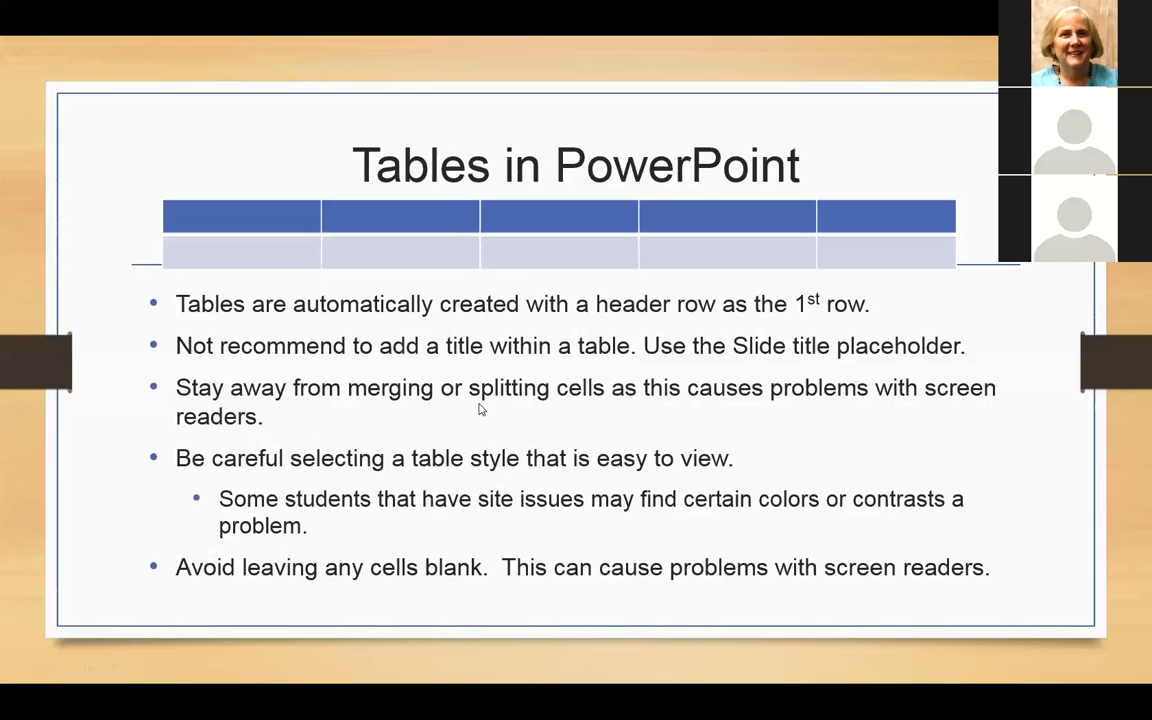 Tables in PowerPoint
• Tables are automatically created with a header row as the 1st row.
• Not recommend to add a title within a table. Use the Slide title placeholder.
• Stay away from merging or splitting cells as this causes problems with screen
readers.
• Be careful selecting a table style that is easy to view.
• Some students that have site issues may find certain colors or contrasts a
problem.
• Avoid leaving any cells blank.  This can cause problems with screen readers.